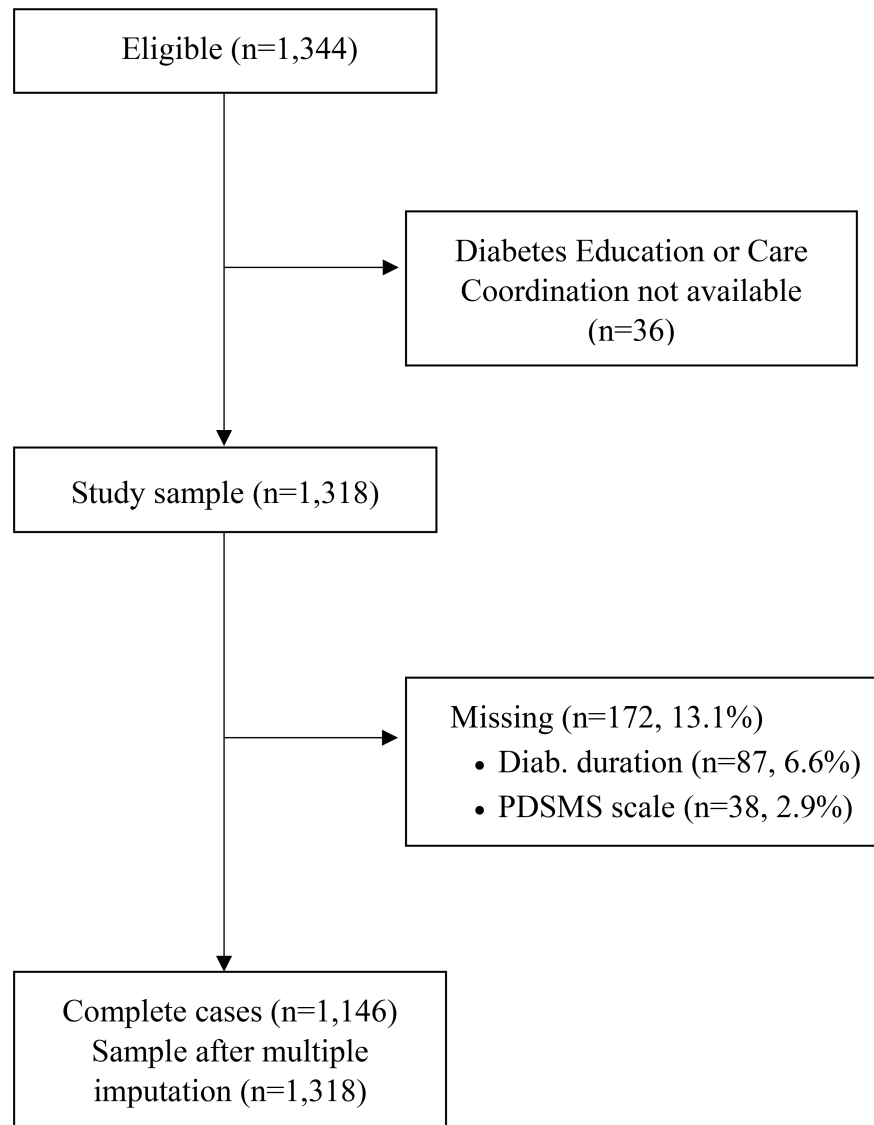 Eligible (n=1,344)
Diabetes Education or Care
Coordination not available
(n=36)
Study sample (n=1,318)
Missing (n=172, 13.1%)
• Diab. duration (n=87, 6.6%)
• PDSMS scale (n=38, 2.9%)
Complete cases (n=1,146)
Sample after multiple
imputation (n=1,318)